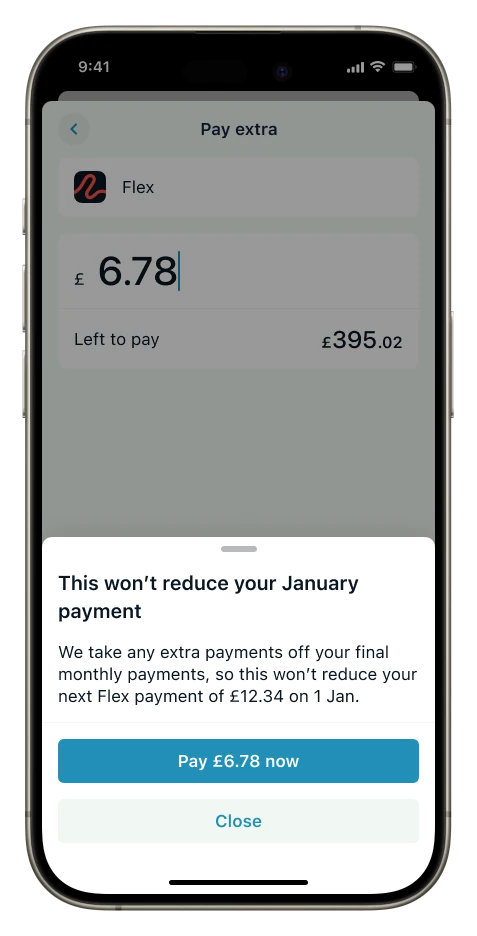 9:41
Pay extra
Flex
£ 6.78
Left to pay £395.02
This won’t reduce your January
payment
We take any extra payments off your final
monthly payments, so this won’t reduce your
next Flex payment of £12.34 on 1 Jan.
Pay £6.78 now
Close